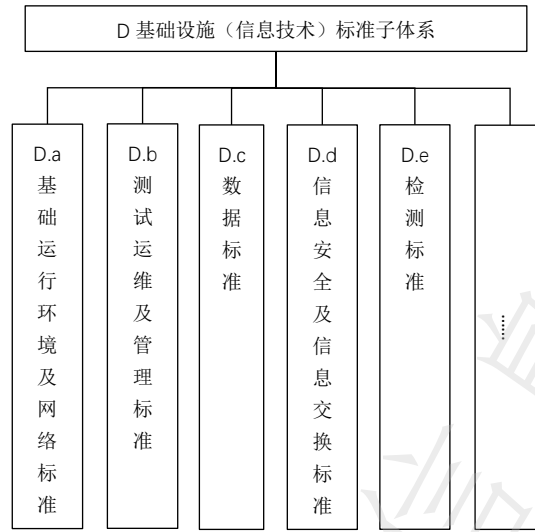 D 基础设施（信息技术）标准子体系
D.a
基础运行环境及网络标准
D.b
测试运维及管理标准
D.c
数据标准
D.d
信息安全及信息交换标准
D.e
检测标准
……